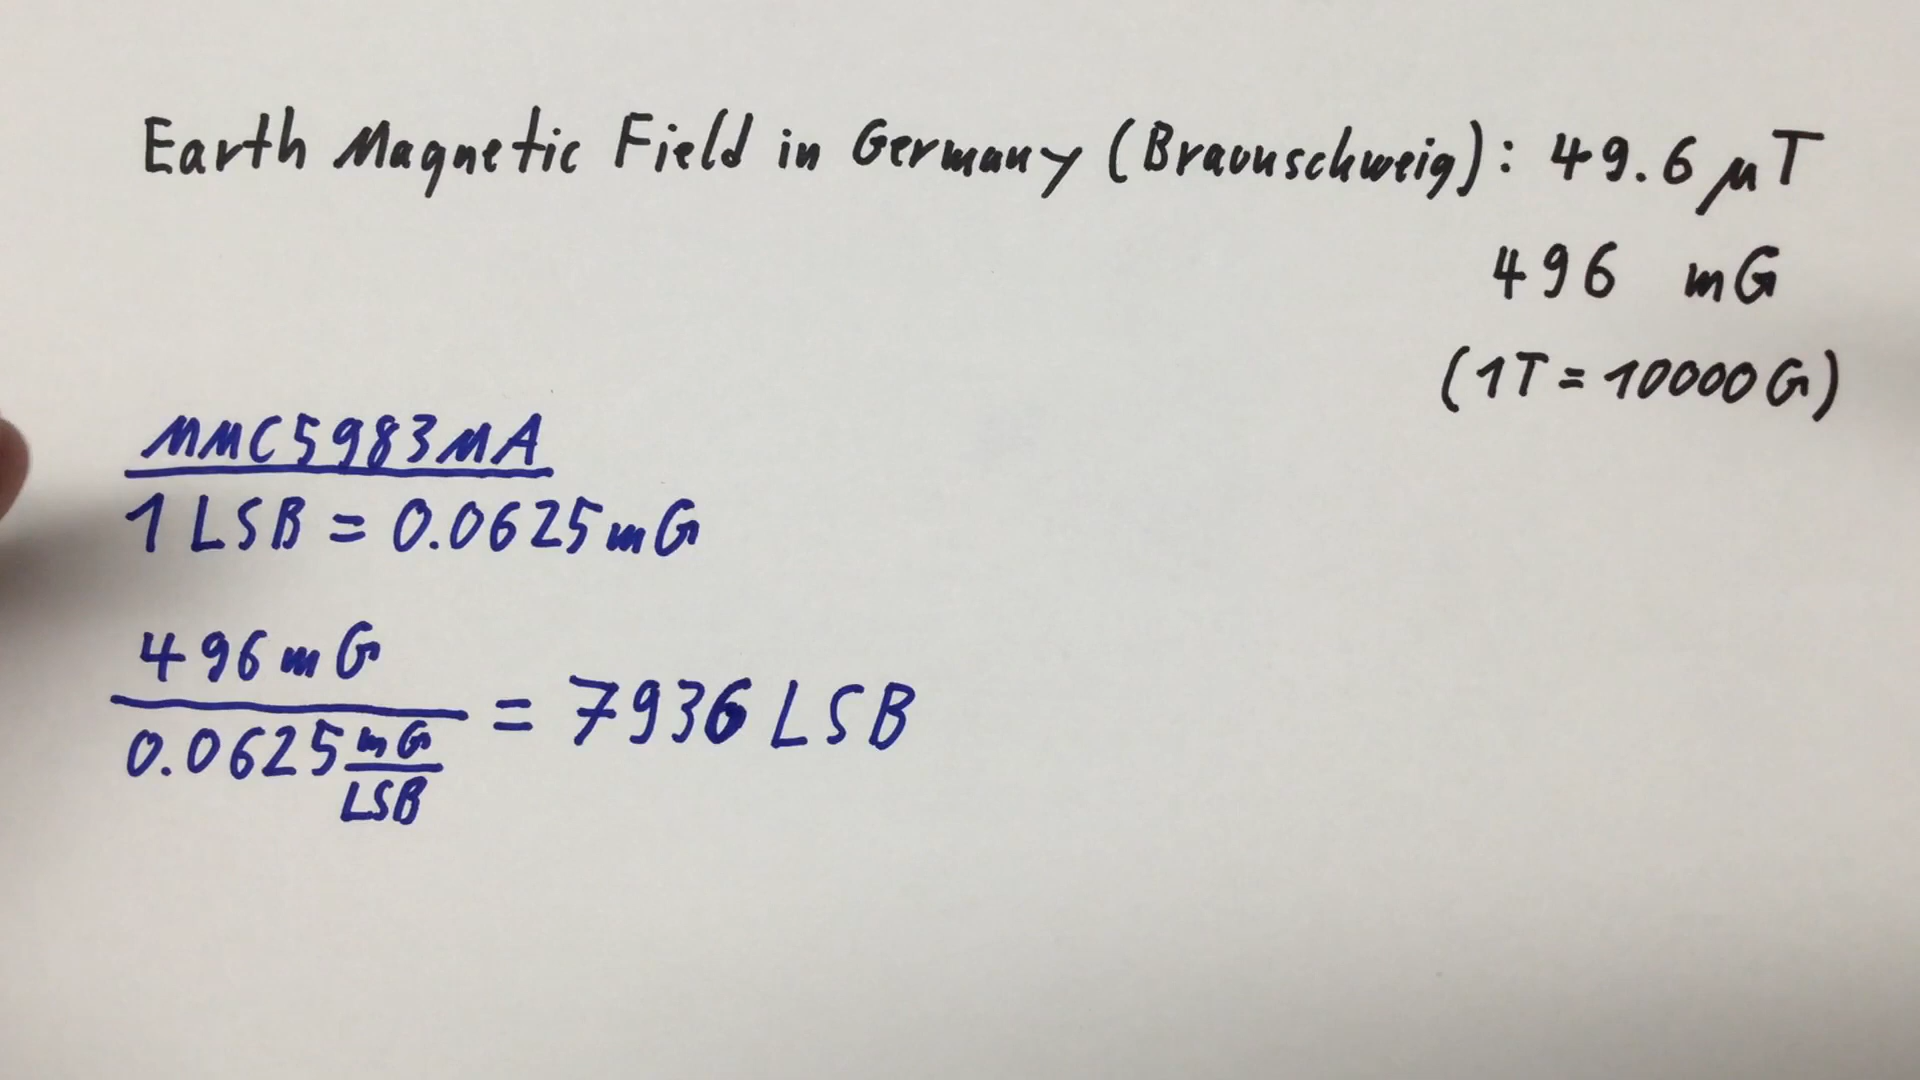 Earth Magnetic Field in Germany (Braunschweig): 49.6 µT
496 mG
(1T = 10000 G)
MMC5983MA
1 LSB = 0.0625 mG
496 mG
0.0625 mG/LSB = 7936 LSB